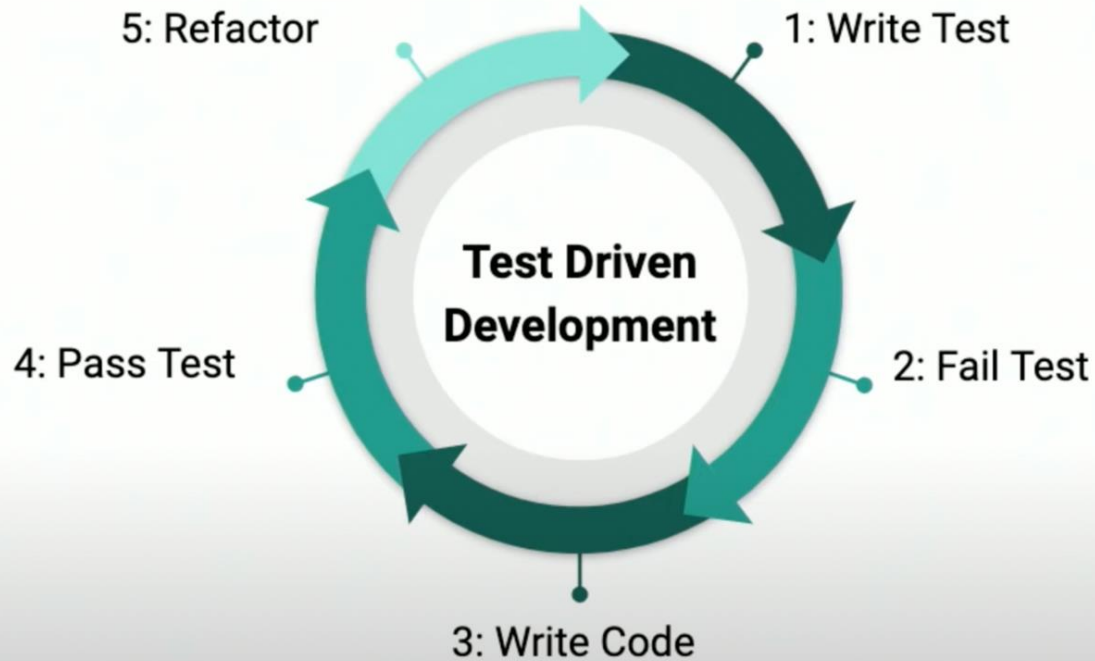 5: Refactor
1: Write Test
Test Driven
Development
4: Pass Test
2: Fail Test
3: Write Code